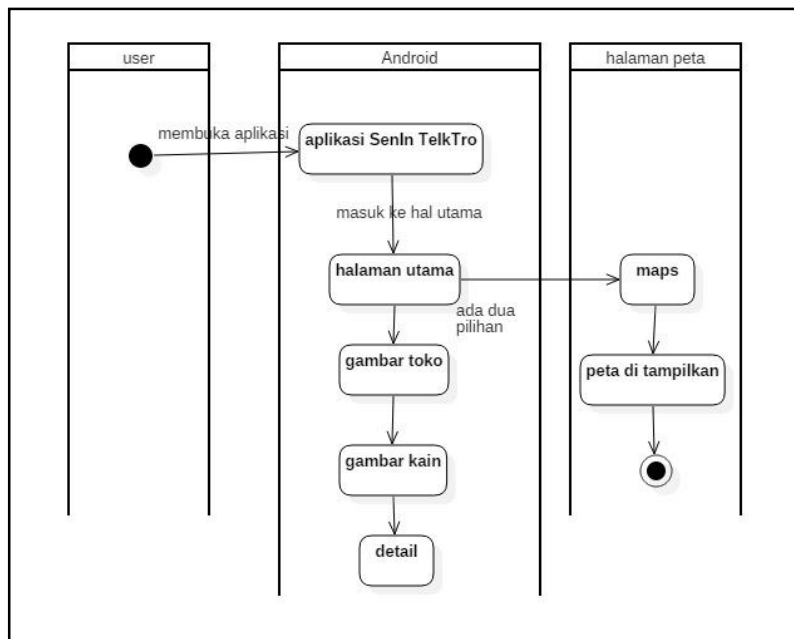 user
Android
halaman peta
membuka aplikasi
aplikasi SenIn TelkTro
masuk ke hal utama
halaman utama
maps
ada dua
pilihan
gambar toko
peta di tampilkan
gambar kain
detail